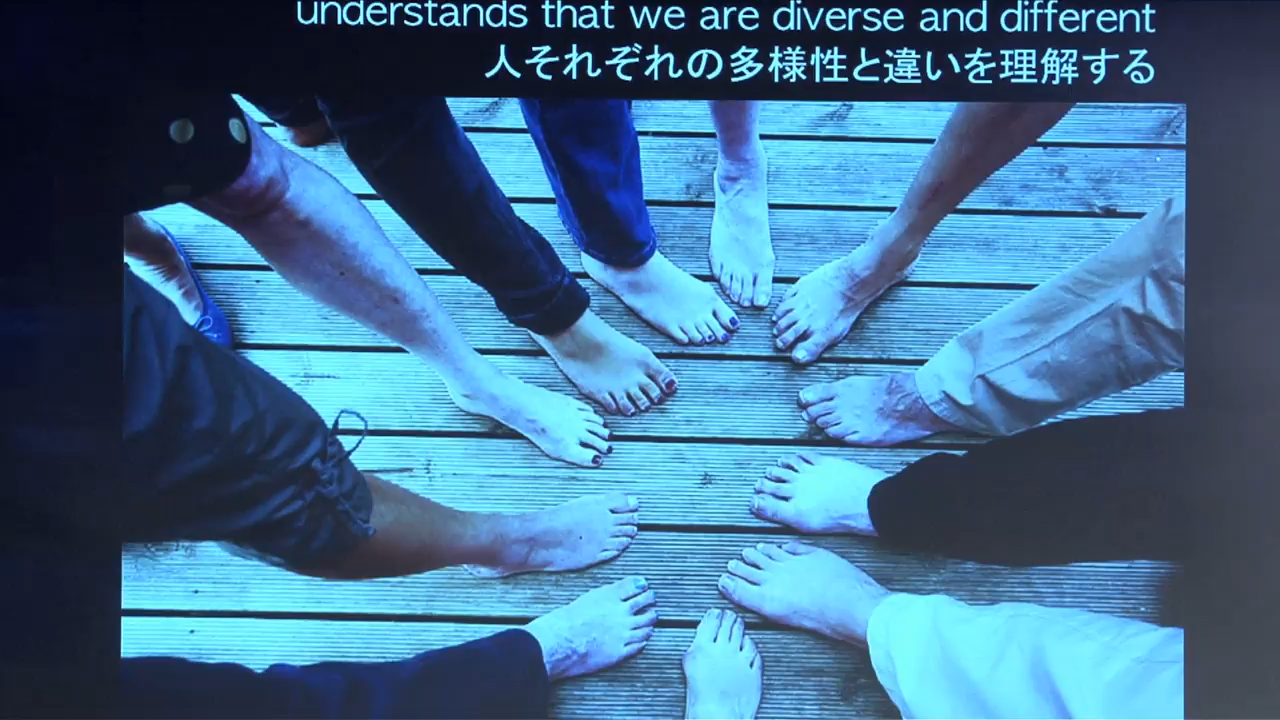 understands that we are diverse and different
人それぞれの多様性と違いを理解する